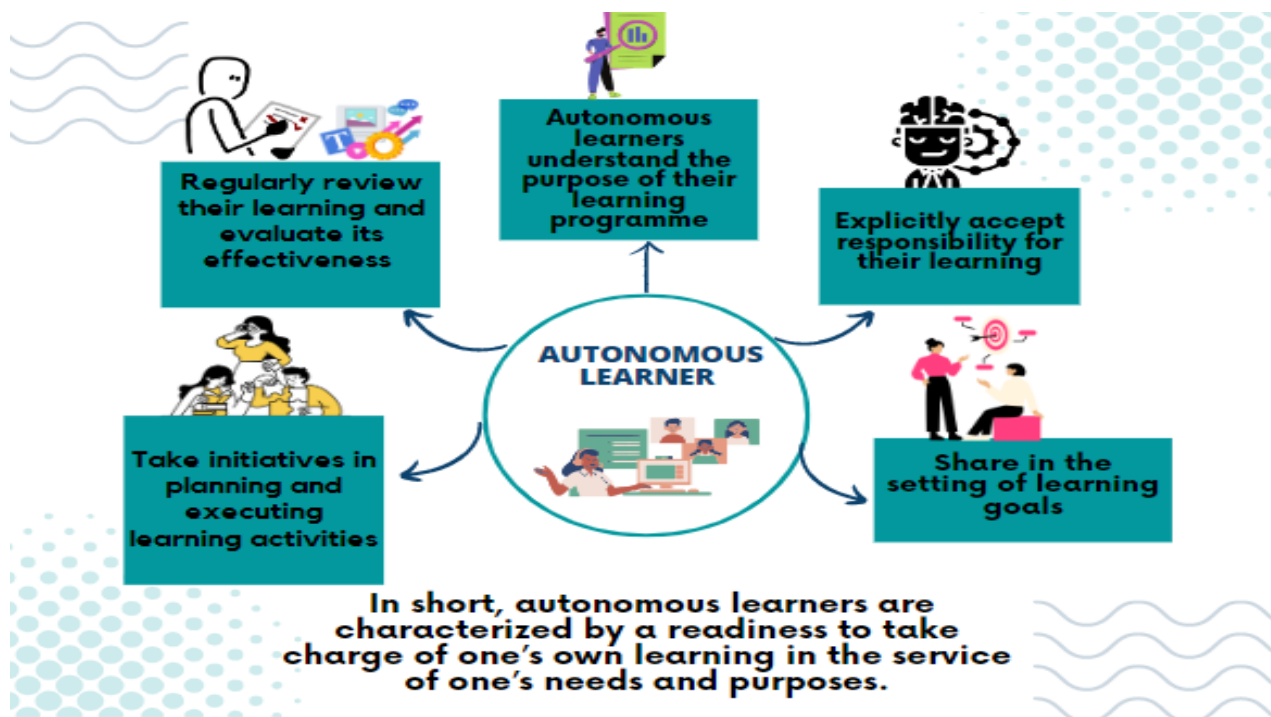 Autonomous
learners
understand the
purpose of their
learning
programme
Regularly review
their learning and
evaluate its
effectiveness
Explicitly accept
responsibility for
their learning
AUTONOMOUS
LEARNER
Take initiatives in
planning and
executing
learning activities
Share in the
setting of learning
goals
In short, autonomous learners are
characterized by a readiness to take
charge of one's own learning in the service
of one's needs and purposes.